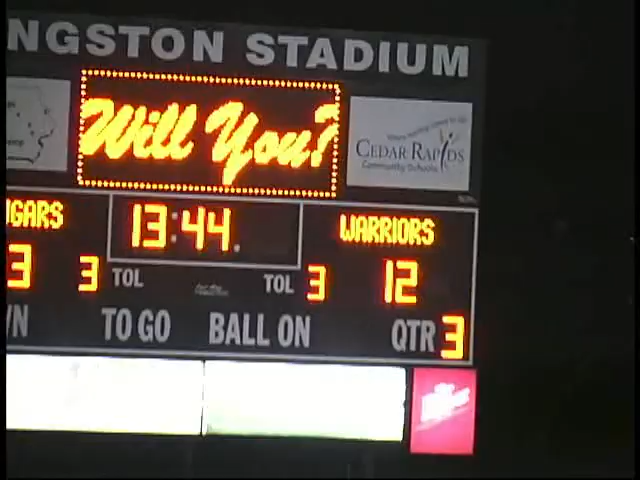 NGSTON STADIUM
Will You?
CEDAR RAPIDS
Community Schools
GARS 13:44 WARRIORS
3 3 TOL TOL 3 12
WN TO GO BALL ON QTR 3